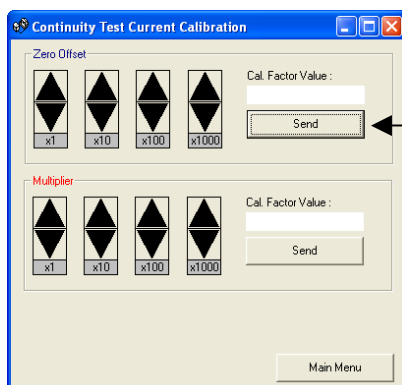 Continuity Test Current Calibration
Zero Offset
Cal. Factor Value :
x1 x10 x100 x1000
Send
Multiplier
Cal. Factor Value :
x1 x10 x100 x1000
Send
Main Menu